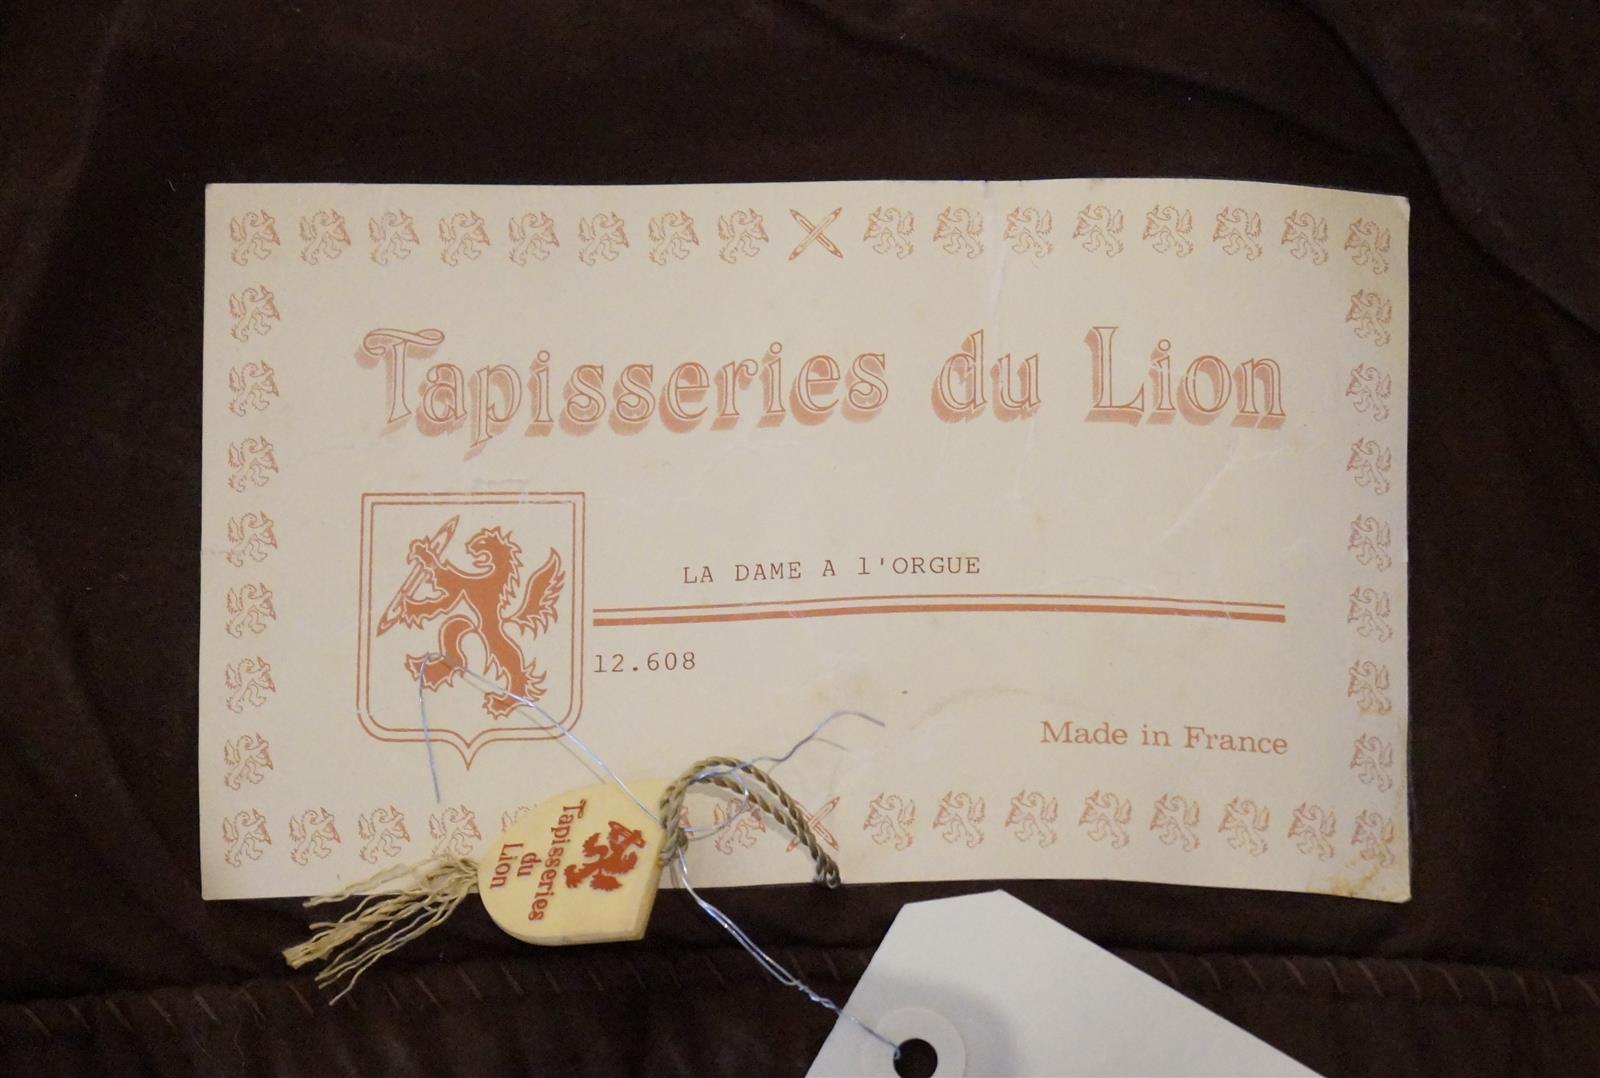 Tapisseries du Lion
LA DAME A l'ORGUE
12.608
Made in France
Tapisseries
du
Lion